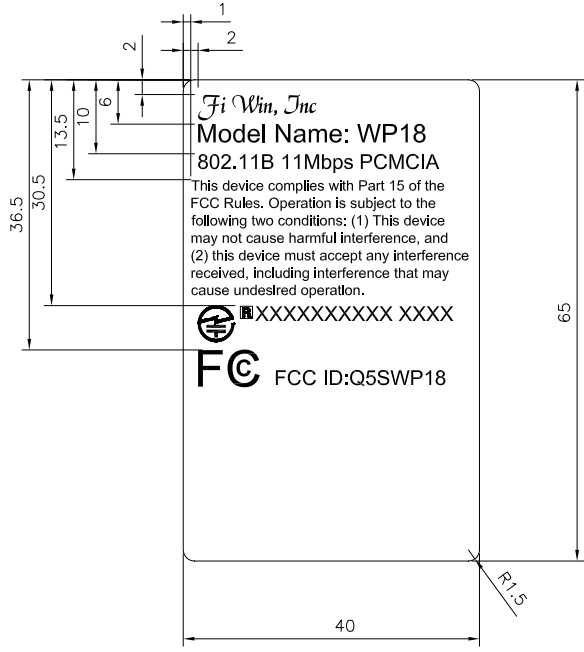 1
2
2
6
10
13.5
30.5
36.5
Fi Win, Inc
Model Name: WP18
802.11B 11Mbps PCMCIA
This device complies with Part 15 of the
FCC Rules. Operation is subject to the
following two conditions: (1) This device
may not cause harmful interference, and
(2) this device must accept any interference
received, including interference that may
cause undesired operation.
R XXXXXXXXXX XXXX
FC FCC ID:Q5SWP18
65
R1.5
40